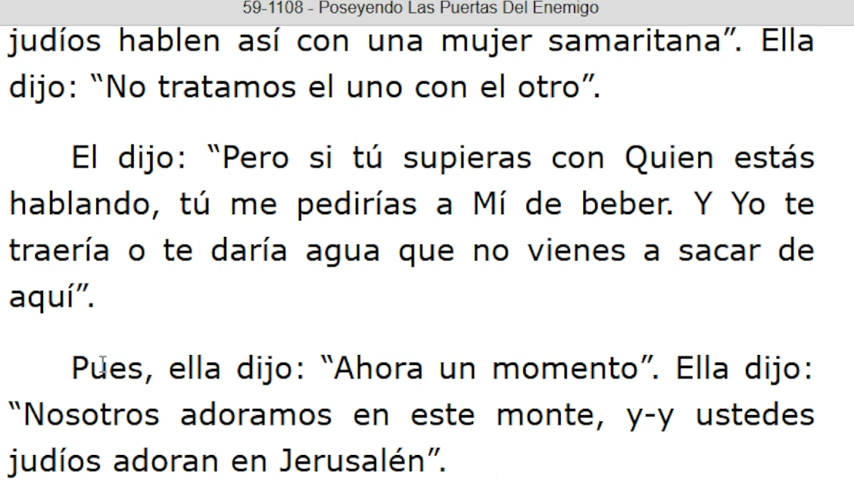 59-1108 - Poseyendo Las Puertas Del Enemigo
judíos hablen así con una mujer samaritana”. Ella
dijo: “No tratamos el uno con el otro”.
El dijo: “Pero si tú supieras con Quien estás
hablando, tú me pedirías a Mí de beber. Y Yo te
traería o te daría agua que no vienes a sacar de
aquí”.
Pues, ella dijo: “Ahora un momento”. Ella dijo:
“Nosotros adoramos en este monte, y-y ustedes
judíos adoran en Jerusalén”.